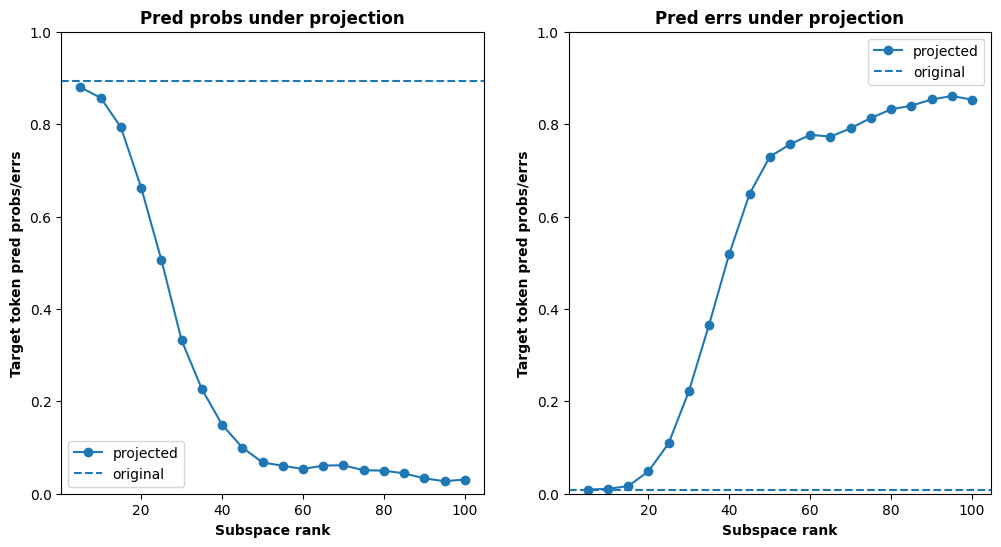 Pred probs under projection
Target token pred probs/errs
1.0
0.8
0.6
0.4
0.2
0.0
projected
original
20
40
60
80
100
Subspace rank
Pred errs under projection
Target token pred probs/errs
1.0
0.8
0.6
0.4
0.2
0.0
projected
original
20
40
60
80
100
Subspace rank